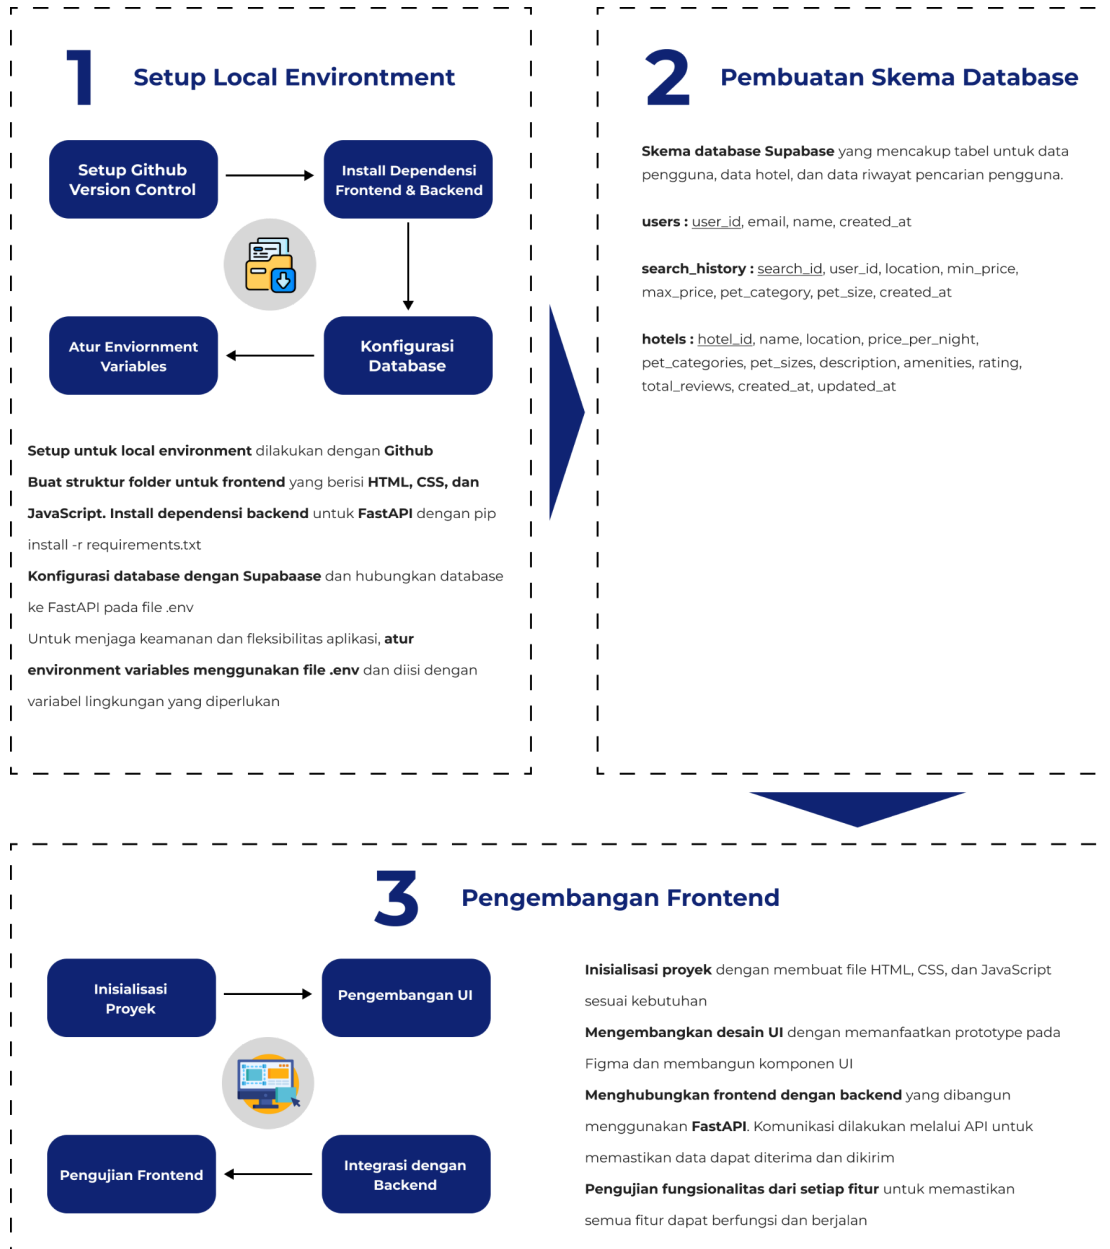 1
Setup Local Environtment
Setup Github
Version Control
Install Dependensi
Frontend & Backend
Atur Enviornment
Variables
Konfigurasi
Database
Setup untuk local environment dilakukan dengan Github
Buat struktur folder untuk frontend yang berisi HTML, CSS, dan
JavaScript. Install dependensi backend untuk FastAPI dengan pip
install -r requirements.txt
Konfigurasi database dengan Supabaase dan hubungkan database
ke FastAPI pada file .env
Untuk menjaga keamanan dan fleksibilitas aplikasi, atur
environment variables menggunakan file .env dan diisi dengan
variabel lingkungan yang diperlukan
2
Pembuatan Skema Database
Skema database Supabase yang mencakup tabel untuk data
pengguna, data hotel, dan data riwayat pencarian pengguna.
users : user_id, email, name, created_at
search_history : search_id, user_id, location, min_price,
max_price, pet_category, pet_size, created_at
hotels : hotel_id, name, location, price_per_night,
pet_categories, pet_sizes, description, amenities, rating,
total_reviews, created_at, updated_at
3
Pengembangan Frontend
Inisialisasi
Proyek
Pengembangan UI
Pengujian Frontend
Integrasi dengan
Backend
Inisialisasi proyek dengan membuat file HTML, CSS, dan JavaScript
sesuai kebutuhan
Mengembangkan desain UI dengan memanfaatkan prototype pada
Figma dan membangun komponen UI
Menghubungkan frontend dengan backend yang dibangun
menggunakan FastAPI. Komunikasi dilakukan melalui API untuk
memastikan data dapat diterima dan dikirim
Pengujian fungsionalitas dari setiap fitur untuk memastikan
semua fitur dapat berfungsi dan berjalan